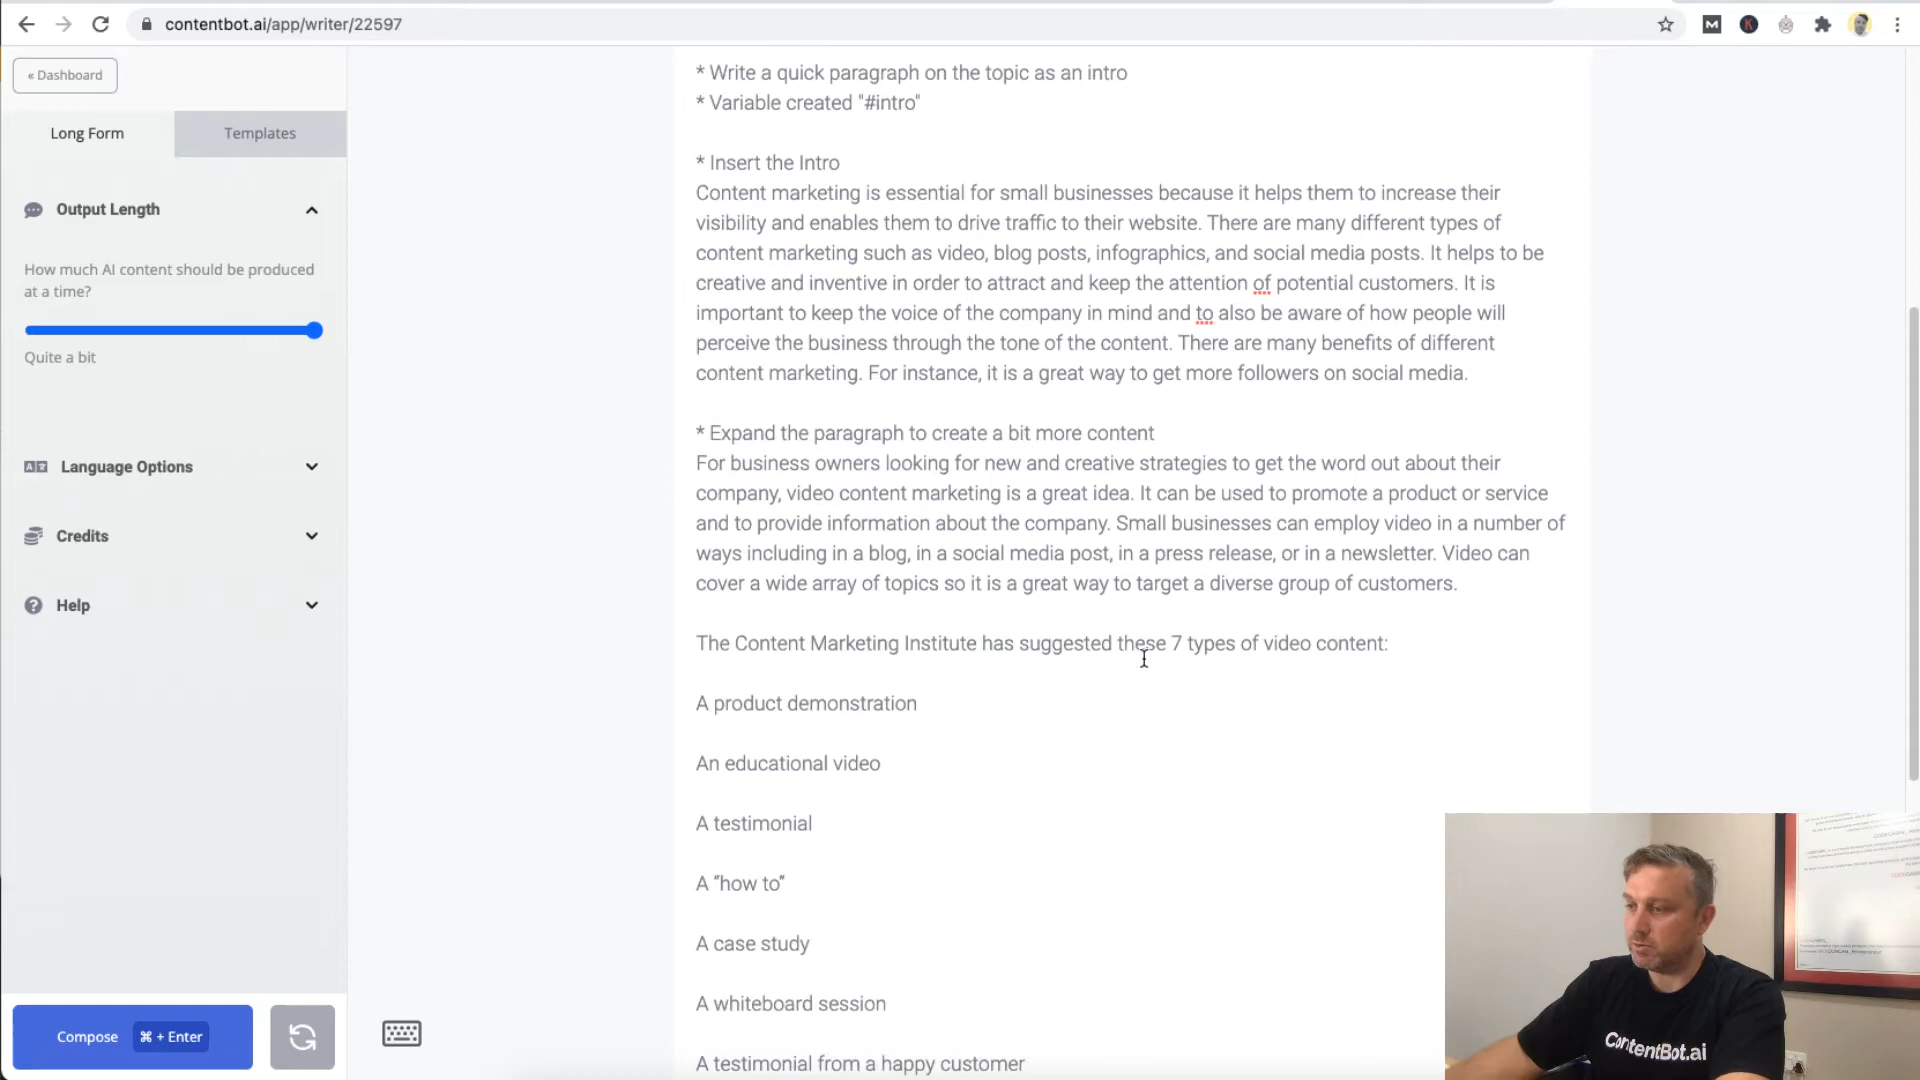 contentbot.ai/app/writer/22597
« Dashboard
Long Form
Templates
Output Length
How much AI content should be produced
at a time?
Quite a bit
Language Options
Credits
Help
Compose ⌘ + Enter
* Write a quick paragraph on the topic as an intro
* Variable created "#intro"
* Insert the Intro
Content marketing is essential for small businesses because it helps them to increase their
visibility and enables them to drive traffic to their website. There are many different types of
content marketing such as video, blog posts, infographics, and social media posts. It helps to be
creative and inventive in order to attract and keep the attention of potential customers. It is
important to keep the voice of the company in mind and to also be aware of how people will
perceive the business through the tone of the content. There are many benefits of different
content marketing. For instance, it is a great way to get more followers on social media.
* Expand the paragraph to create a bit more content
For business owners looking for new and creative strategies to get the word out about their
company, video content marketing is a great idea. It can be used to promote a product or service
and to provide information about the company. Small businesses can employ video in a number of
ways including in a blog, in a social media post, in a press release, or in a newsletter. Video can
cover a wide array of topics so it is a great way to target a diverse group of customers.
The Content Marketing Institute has suggested these 7 types of video content:
A product demonstration
An educational video
A testimonial
A "how to"
A case study
A whiteboard session
A testimonial from a happy customer
ContentBot.ai